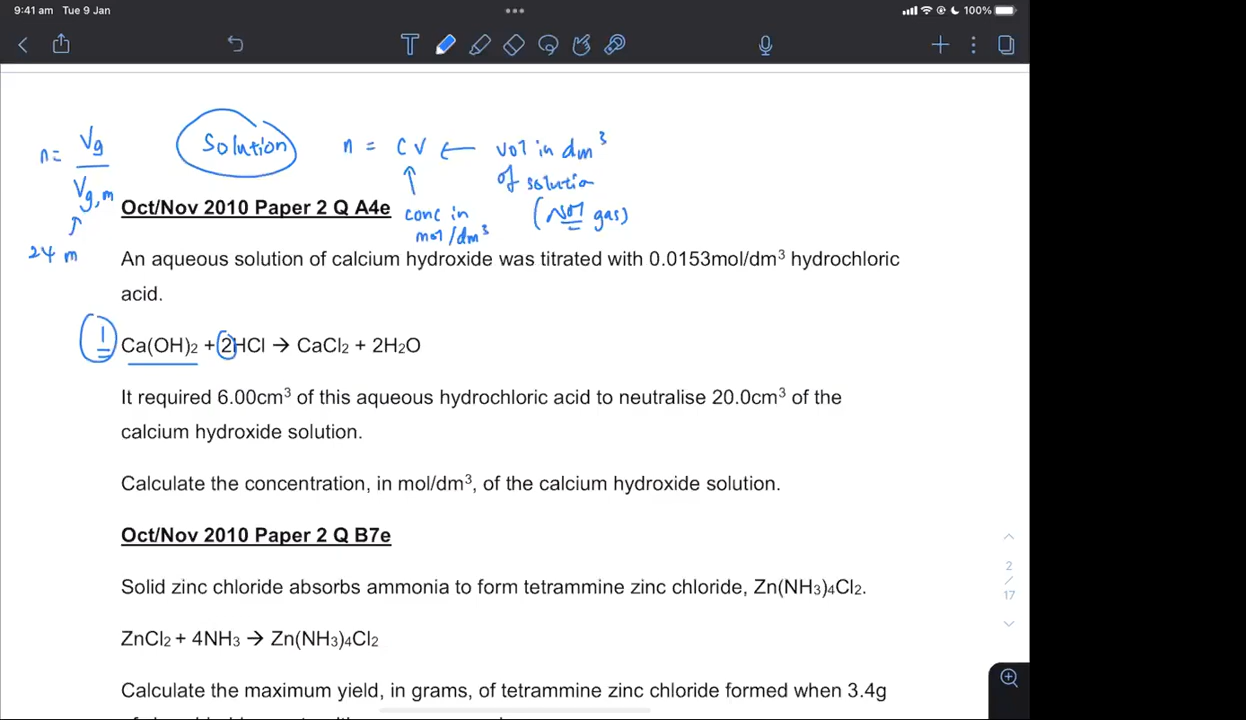 9:41 am Tue 9 Jan
100%
n = Vg / Vg,m
24 m
Solution
n = CV ← vol in dm³
of solution
(NOT gas)
conc in
mol/dm³
Oct/Nov 2010 Paper 2 Q A4e
An aqueous solution of calcium hydroxide was titrated with 0.0153mol/dm³ hydrochloric
acid.
1 Ca(OH)₂ + 2HCl → CaCl₂ + 2H₂O
It required 6.00cm³ of this aqueous hydrochloric acid to neutralise 20.0cm³ of the
calcium hydroxide solution.
Calculate the concentration, in mol/dm³, of the calcium hydroxide solution.
Oct/Nov 2010 Paper 2 Q B7e
Solid zinc chloride absorbs ammonia to form tetrammine zinc chloride, Zn(NH₃)₄Cl₂.
ZnCl₂ + 4NH₃ → Zn(NH₃)₄Cl₂
Calculate the maximum yield, in grams, of tetrammine zinc chloride formed when 3.4g
2
/
17